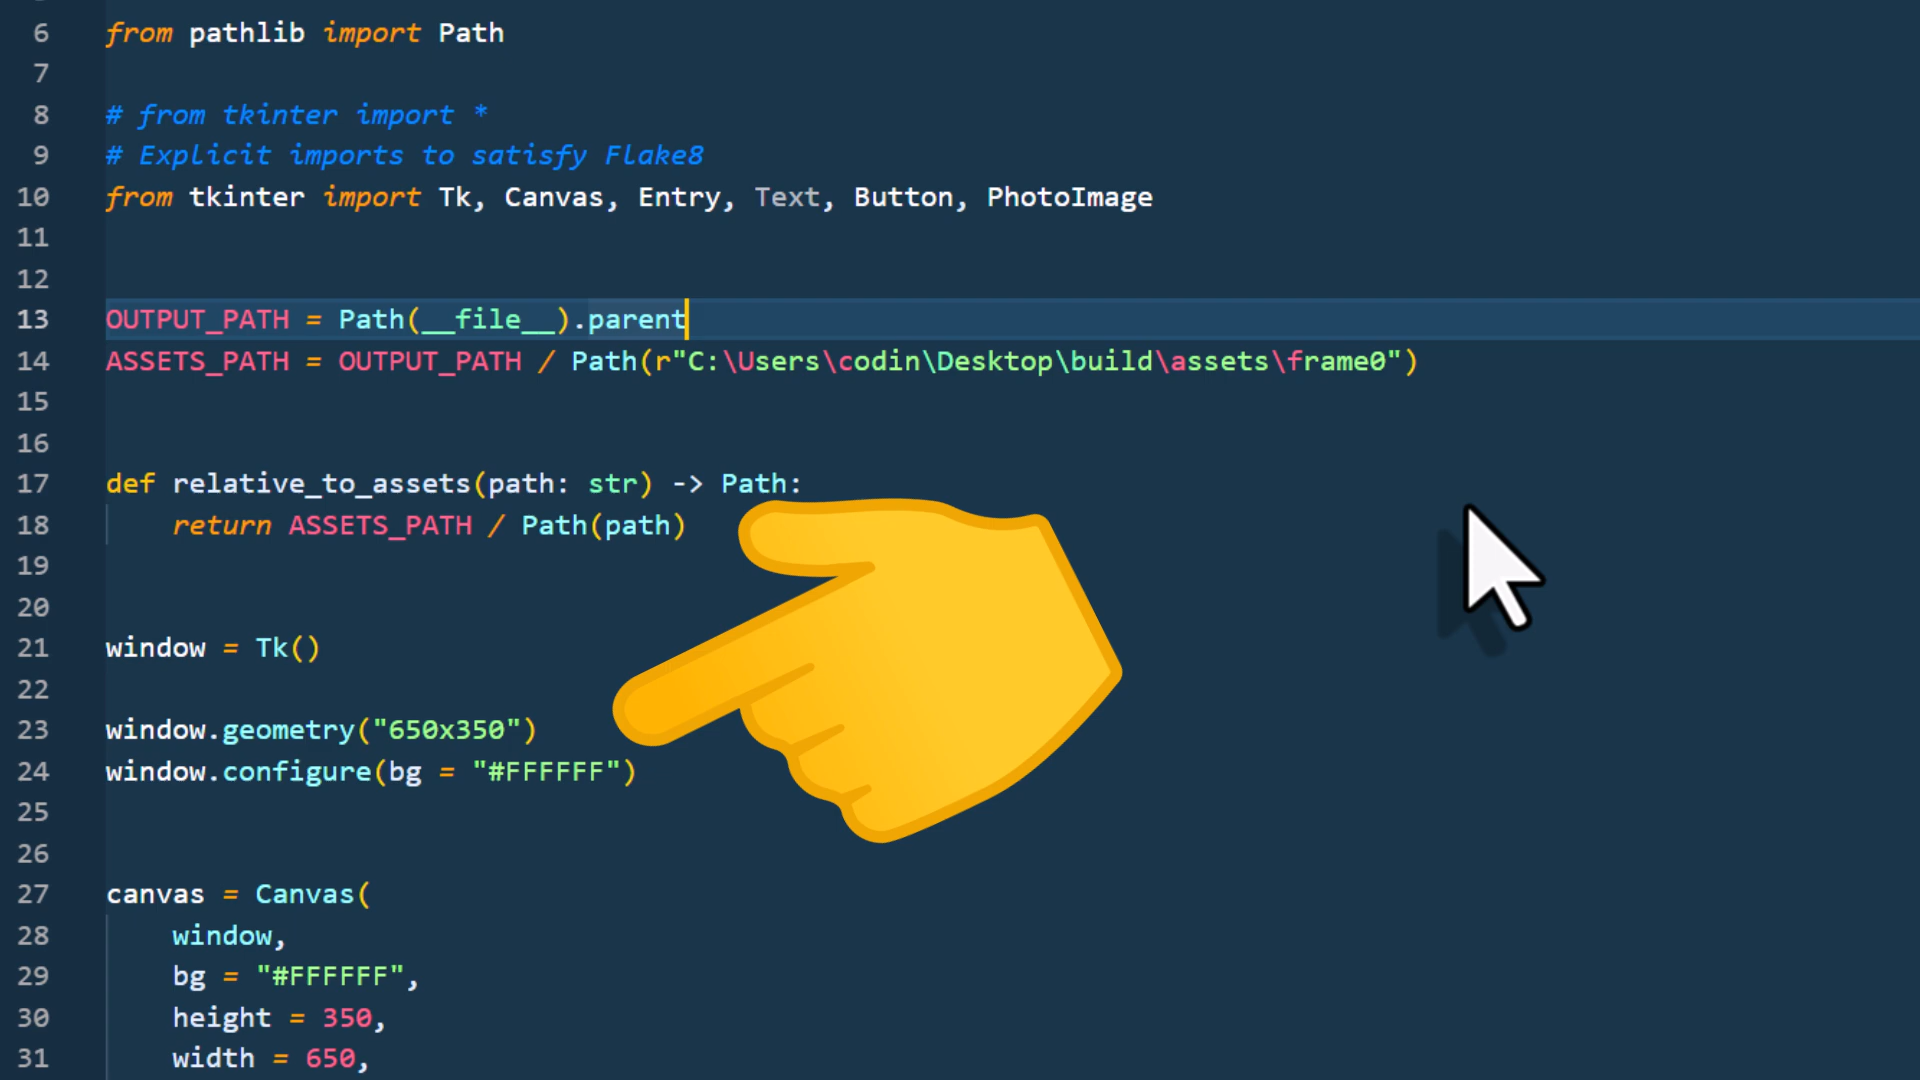 6 from pathlib import Path
7
8 # from tkinter import *
9 # Explicit imports to satisfy Flake8
10 from tkinter import Tk, Canvas, Entry, Text, Button, PhotoImage
11
12
13 OUTPUT_PATH = Path(__file__).parent
14 ASSETS_PATH = OUTPUT_PATH / Path(r"C:\Users\codin\Desktop\build\assets\frame0")
15
16
17 def relative_to_assets(path: str) -> Path:
18     return ASSETS_PATH / Path(path)
19
20
21 window = Tk()
22
23 window.geometry("650x350")
24 window.configure(bg = "#FFFFFF")
25
26
27 canvas = Canvas(
28     window,
29     bg = "#FFFFFF",
30     height = 350,
31     width = 650,